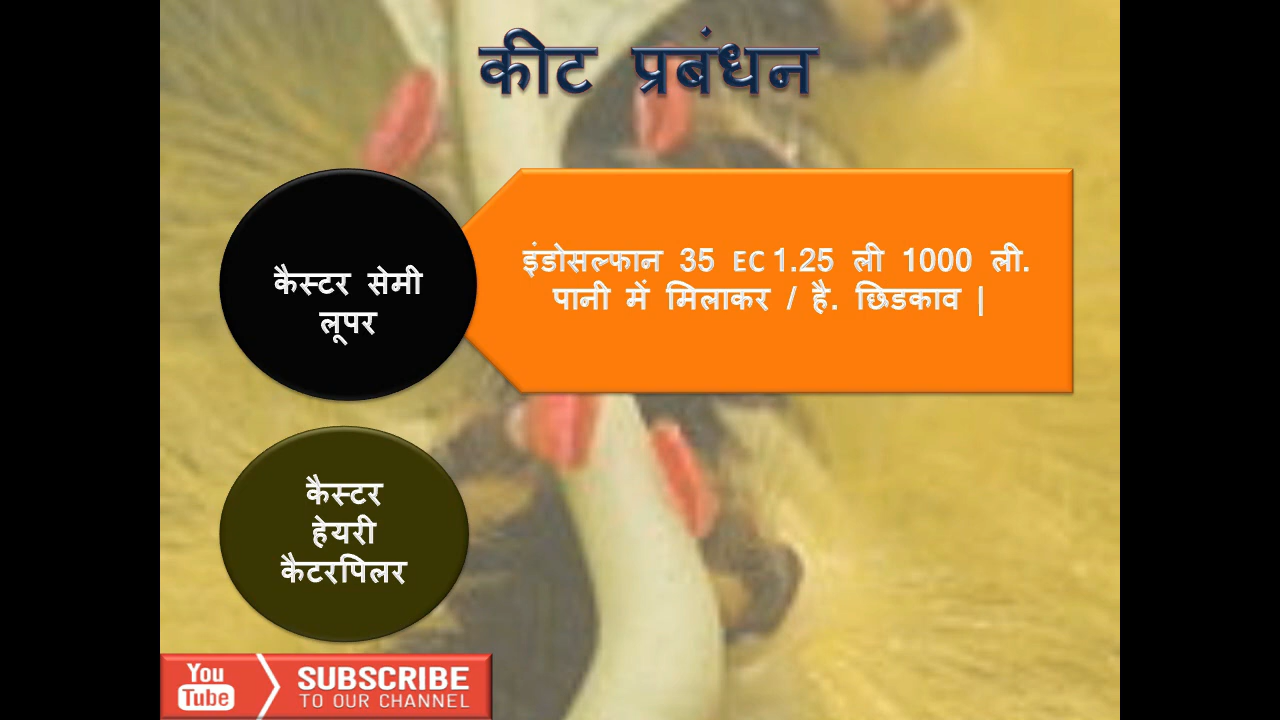 कीट प्रबंधन
कैस्टर सेमी
लूपर
इंडोसल्फान 35 EC 1.25 ली 1000 ली.
पानी में मिलाकर / है. छिडकाव |
कैस्टर
हेयरी
कैटरपिलर
You
Tube
SUBSCRIBE
TO OUR CHANNEL